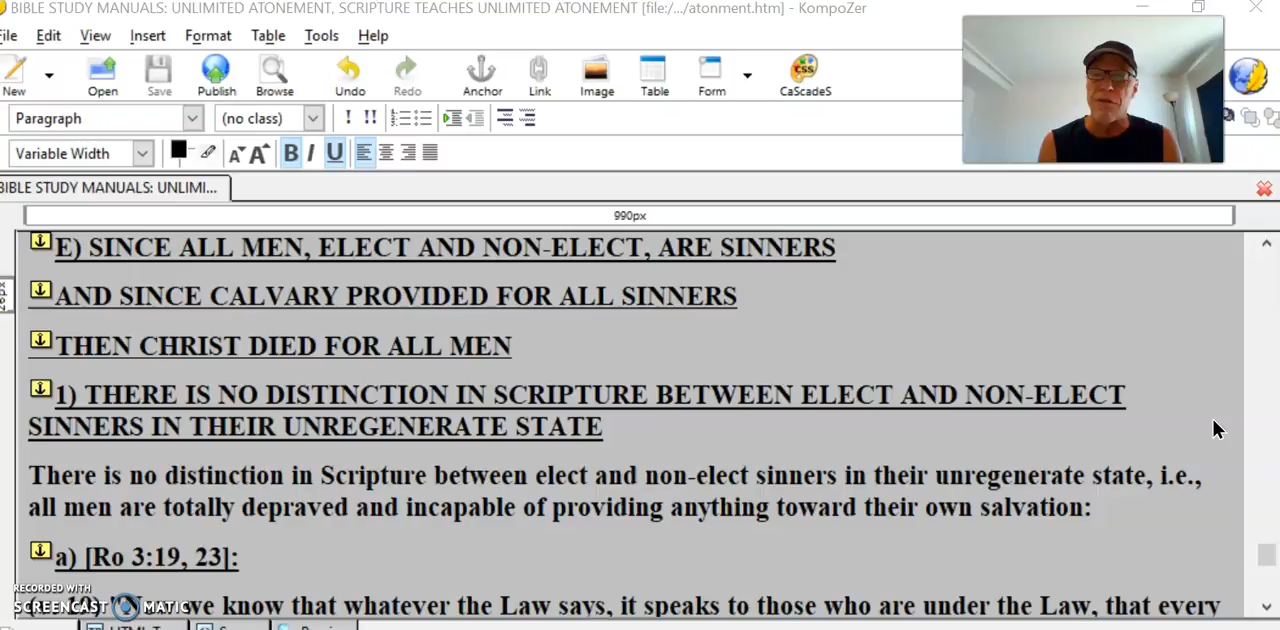 BIBLE STUDY MANUALS: UNLIMITED ATONEMENT, SCRIPTURE TEACHES UNLIMITED ATONEMENT [file:/.../atonment.htm] - KompoZer
File Edit View Insert Format Table Tools Help
New Open Save Publish Browse Undo Redo Anchor Link Image Table Form CaScadeS
Paragraph (no class) ! !!
Variable Width A A B I U
BIBLE STUDY MANUALS: UNLIMI...
990px
E) SINCE ALL MEN, ELECT AND NON-ELECT, ARE SINNERS
AND SINCE CALVARY PROVIDED FOR ALL SINNERS
THEN CHRIST DIED FOR ALL MEN
1) THERE IS NO DISTINCTION IN SCRIPTURE BETWEEN ELECT AND NON-ELECT
SINNERS IN THEIR UNREGENERATE STATE
There is no distinction in Scripture between elect and non-elect sinners in their unregenerate state, i.e.,
all men are totally depraved and incapable of providing anything toward their own salvation:
a) [Ro 3:19, 23]:
RECORDED WITH
SCREENCAST MATIC
we know that whatever the Law says, it speaks to those who are under the Law, that every